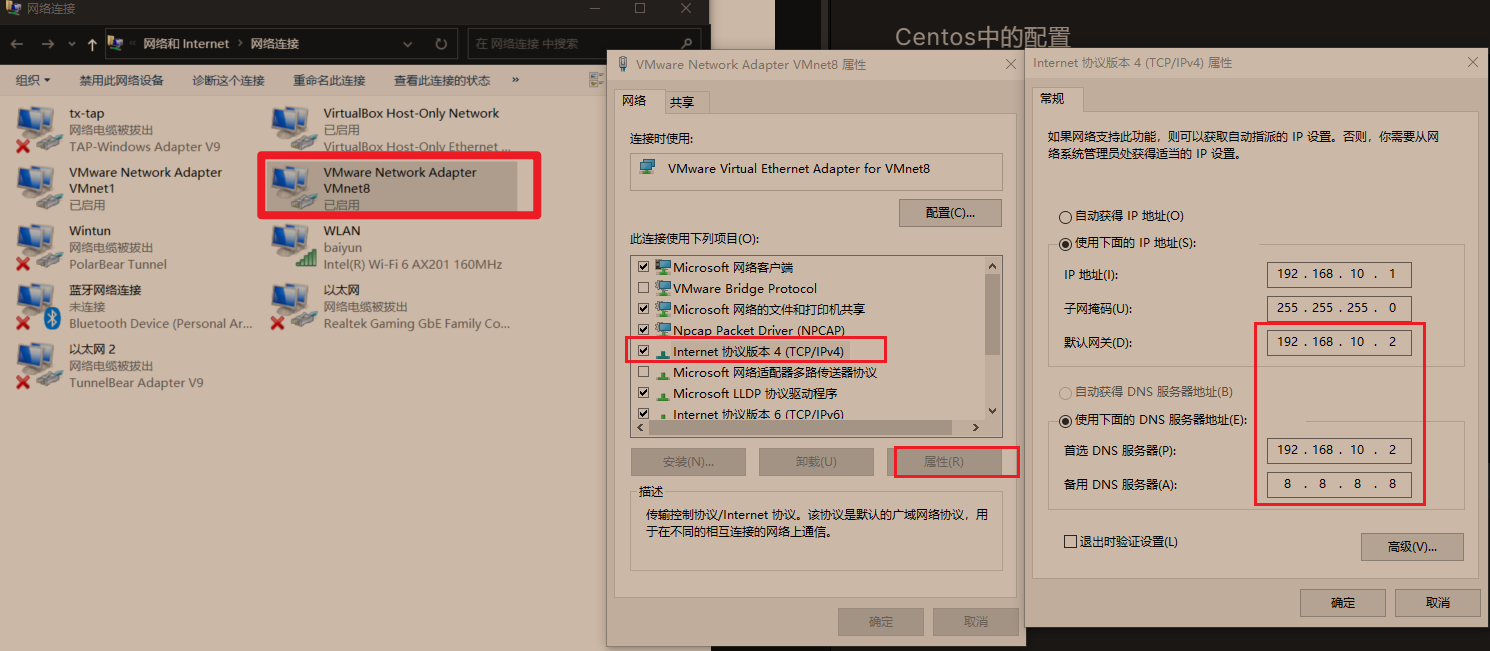 网络连接
网络和 Internet
网络连接
在 网络连接 中搜索
组织
禁用此网络设备
诊断这个连接
重命名此连接
查看此连接的状态
»
tx-tap
网络电缆被拔出
TAP-Windows Adapter V9
VirtualBox Host-Only Network
已启用
VirtualBox Host-Only Ethernet ...
VMware Network Adapter
VMnet1
已启用
VMware Network Adapter
VMnet8
已启用
Wintun
网络电缆被拔出
PolarBear Tunnel
WLAN
baiyun
Intel(R) Wi-Fi 6 AX201 160MHz
蓝牙网络连接
未连接
Bluetooth Device (Personal Ar...
以太网
网络电缆被拔出
Realtek Gaming GbE Family Co...
以太网 2
网络电缆被拔出
TunnelBear Adapter V9
Centos中的配置
VMware Network Adapter VMnet8 属性
网络
共享
连接时使用:
VMware Virtual Ethernet Adapter for VMnet8
配置(C)...
此连接使用下列项目(O):
Microsoft 网络客户端
VMware Bridge Protocol
Microsoft 网络的文件和打印机共享
Npcap Packet Driver (NPCAP)
Internet 协议版本 4 (TCP/IPv4)
Microsoft 网络适配器多路传送器协议
Microsoft LLDP 协议驱动程序
Internet 协议版本 6 (TCP/IPv6)
安装(N)...
卸载(U)
属性(R)
描述
传输控制协议/Internet 协议。该协议是默认的广域网络协议，用
于在不同的相互连接的网络上通信。
确定
取消
Internet 协议版本 4 (TCP/IPv4) 属性
常规
如果网络支持此功能，则可以获取自动指派的 IP 设置。否则，你需要从网
络系统管理员处获得适当的 IP 设置。
自动获得 IP 地址(O)
使用下面的 IP 地址(S):
IP 地址(I):
192 . 168 . 10 . 1
子网掩码(U):
255 . 255 . 255 . 0
默认网关(D):
192 . 168 . 10 . 2
自动获得 DNS 服务器地址(B)
使用下面的 DNS 服务器地址(E):
首选 DNS 服务器(P):
192 . 168 . 10 . 2
备用 DNS 服务器(A):
8 . 8 . 8 . 8
退出时验证设置(L)
高级(V)...
确定
取消